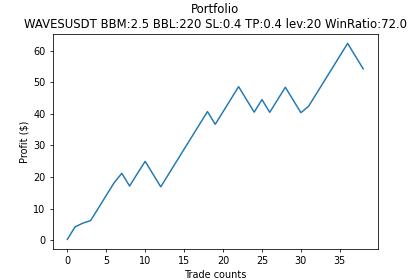 Portfolio
WAVESUSDT BBM:2.5 BBL:220 SL:0.4 TP:0.4 lev:20 WinRatio:72.0
60
50
40
30
20
10
0
Profit ($)
0 5 10 15 20 25 30 35
Trade counts